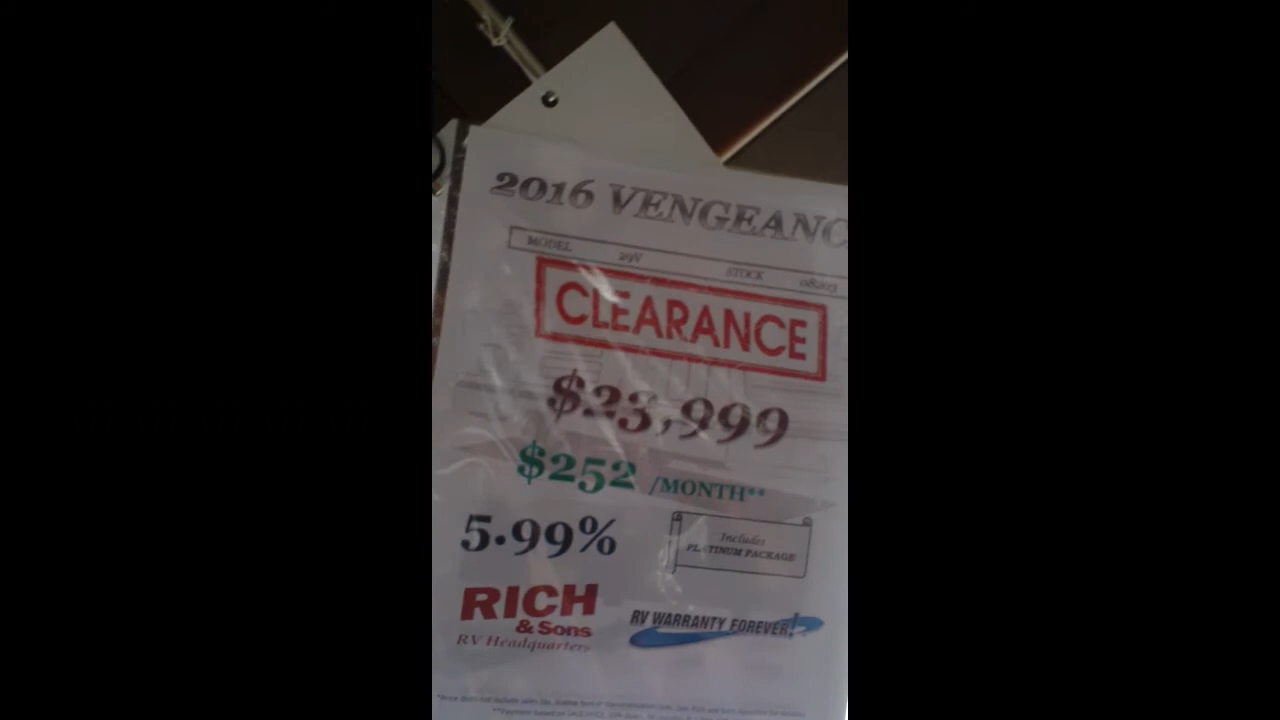 2016 VENGEANC
MODEL 29V STOCK
CLEARANCE
$23,999
$252 /MONTH**
5.99%
Includes
PLATINUM PACKAGE
RICH
& Sons
RV Headquarters
RV WARRANTY FOREVER!